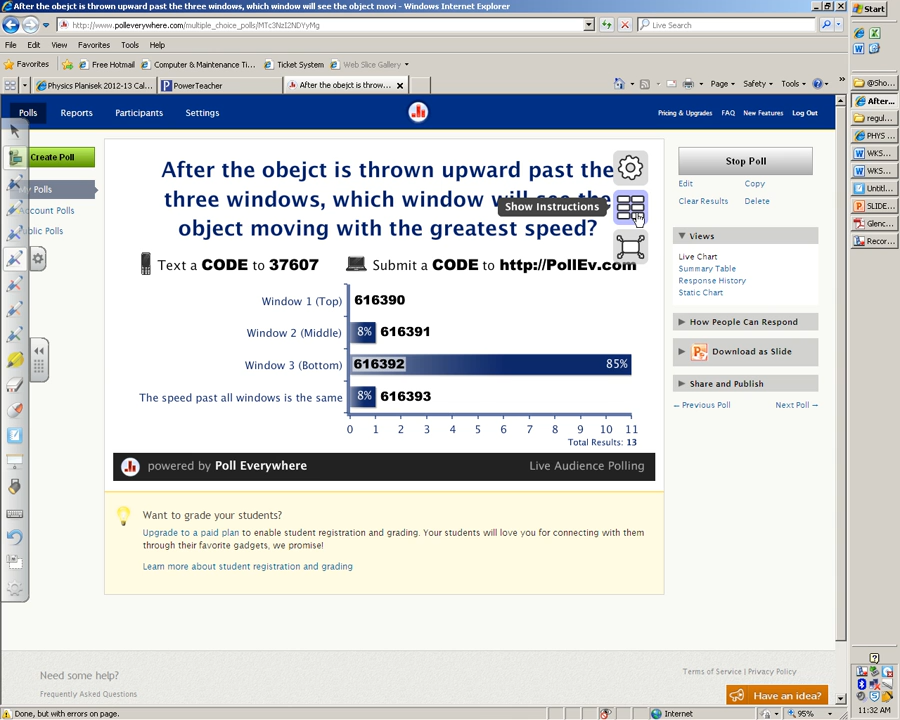 After the obejct is thrown upward past the three windows, which window will see the object movi - Windows Internet Explorer
http://www.polleverywhere.com/multiple_choice_polls/MTc3NzI2NDYyMg
Live Search
File Edit View Favorites Tools Help
Favorites Free Hotmail Computer & Maintenance Ti... Ticket System Web Slice Gallery
Physics Planisek 2012-13 Cal... PowerTeacher After the obejct is throw...
Page Safety Tools
Polls Reports Participants Settings
Pricing & Upgrades FAQ New Features Log Out
Create Poll
My Polls
Account Polls
Public Polls
After the obejct is thrown upward past the
three windows, which window will see the
object moving with the greatest speed?
Show Instructions
Text a CODE to 37607
Submit a CODE to http://PollEv.com
Window 1 (Top) 616390
Window 2 (Middle) 8% 616391
Window 3 (Bottom) 616392 85%
The speed past all windows is the same 8% 616393
0 1 2 3 4 5 6 7 8 9 10 11
Total Results: 13
powered by Poll Everywhere
Live Audience Polling
Want to grade your students?
Upgrade to a paid plan to enable student registration and grading. Your students will love you for connecting with them
through their favorite gadgets, we promise!
Learn more about student registration and grading
Stop Poll
Edit Copy
Clear Results Delete
Views
Live Chart
Summary Table
Response History
Static Chart
How People Can Respond
Download as Slide
Share and Publish
← Previous Poll Next Poll →
Need some help?
Frequently Asked Questions
Terms of Service | Privacy Policy
Have an idea?
Done, but with errors on page.
Internet
95%
Start
@Sho...
After...
regul...
PHYS ...
WKS...
WKS...
Untitl...
SLIDE...
Glenc...
Recor...
11:32 AM